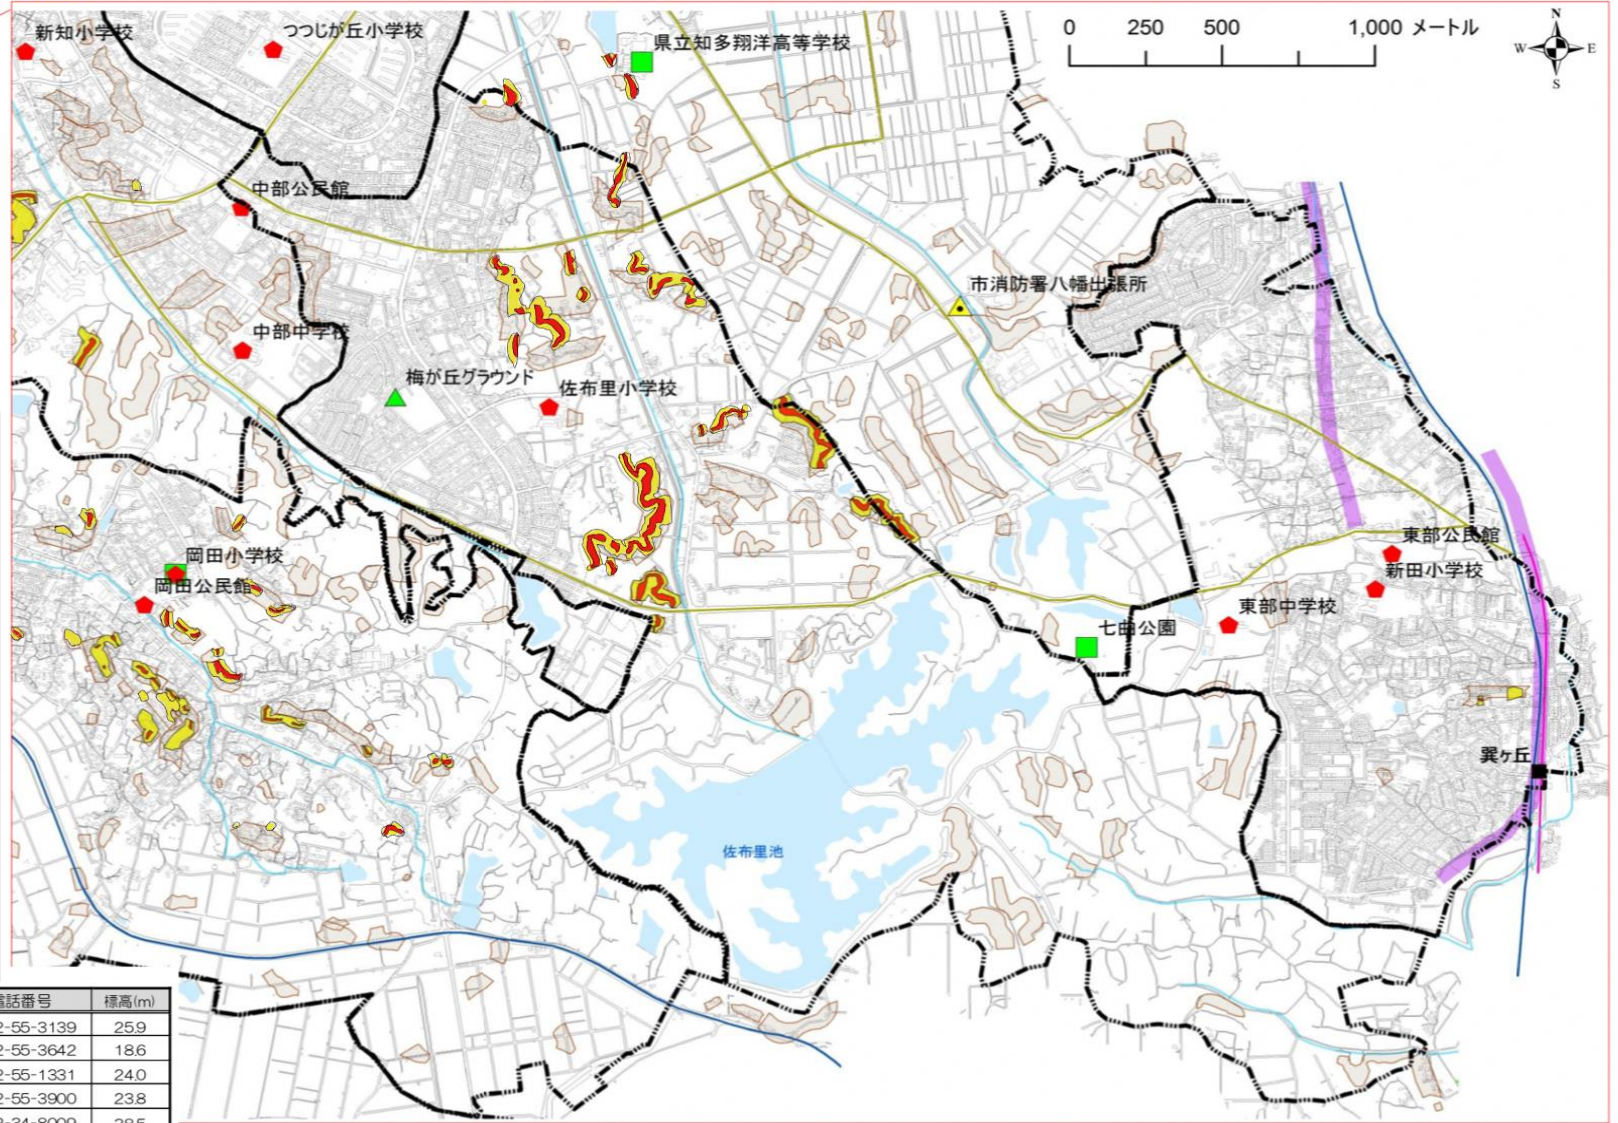 新知小学校
つつじが丘小学校
県立知多翔洋高等学校
0 250 500 1,000 メートル
N
W E
S
中部公民館
市消防署八幡出張所
中部中学校
梅が丘グラウンド
佐布里小学校
東部公民館
岡田小学校
新田小学校
岡田公民館
東部中学校
七曲公園
巽ヶ丘
佐布里池
電話番号 標高(m)
2-55-3139 25.9
2-55-3642 18.6
2-55-1331 24.0
2-55-3900 23.8